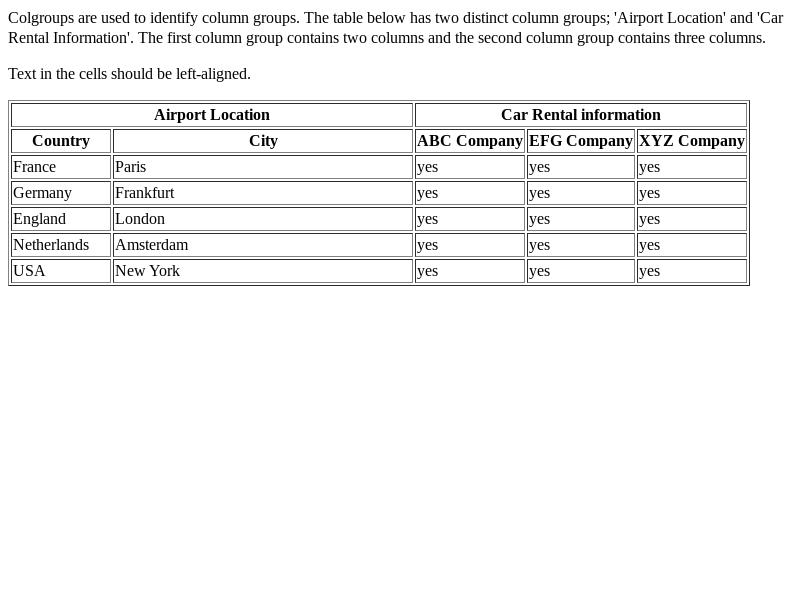 Colgroups are used to identify column groups. The table below has two distinct column groups; 'Airport Location' and 'Car
Rental Information'. The first column group contains two columns and the second column group contains three columns.
Text in the cells should be left-aligned.
Airport Location Car Rental information
Country City ABC Company EFG Company XYZ Company
France Paris yes yes yes
Germany Frankfurt yes yes yes
England London yes yes yes
Netherlands Amsterdam yes yes yes
USA New York yes yes yes